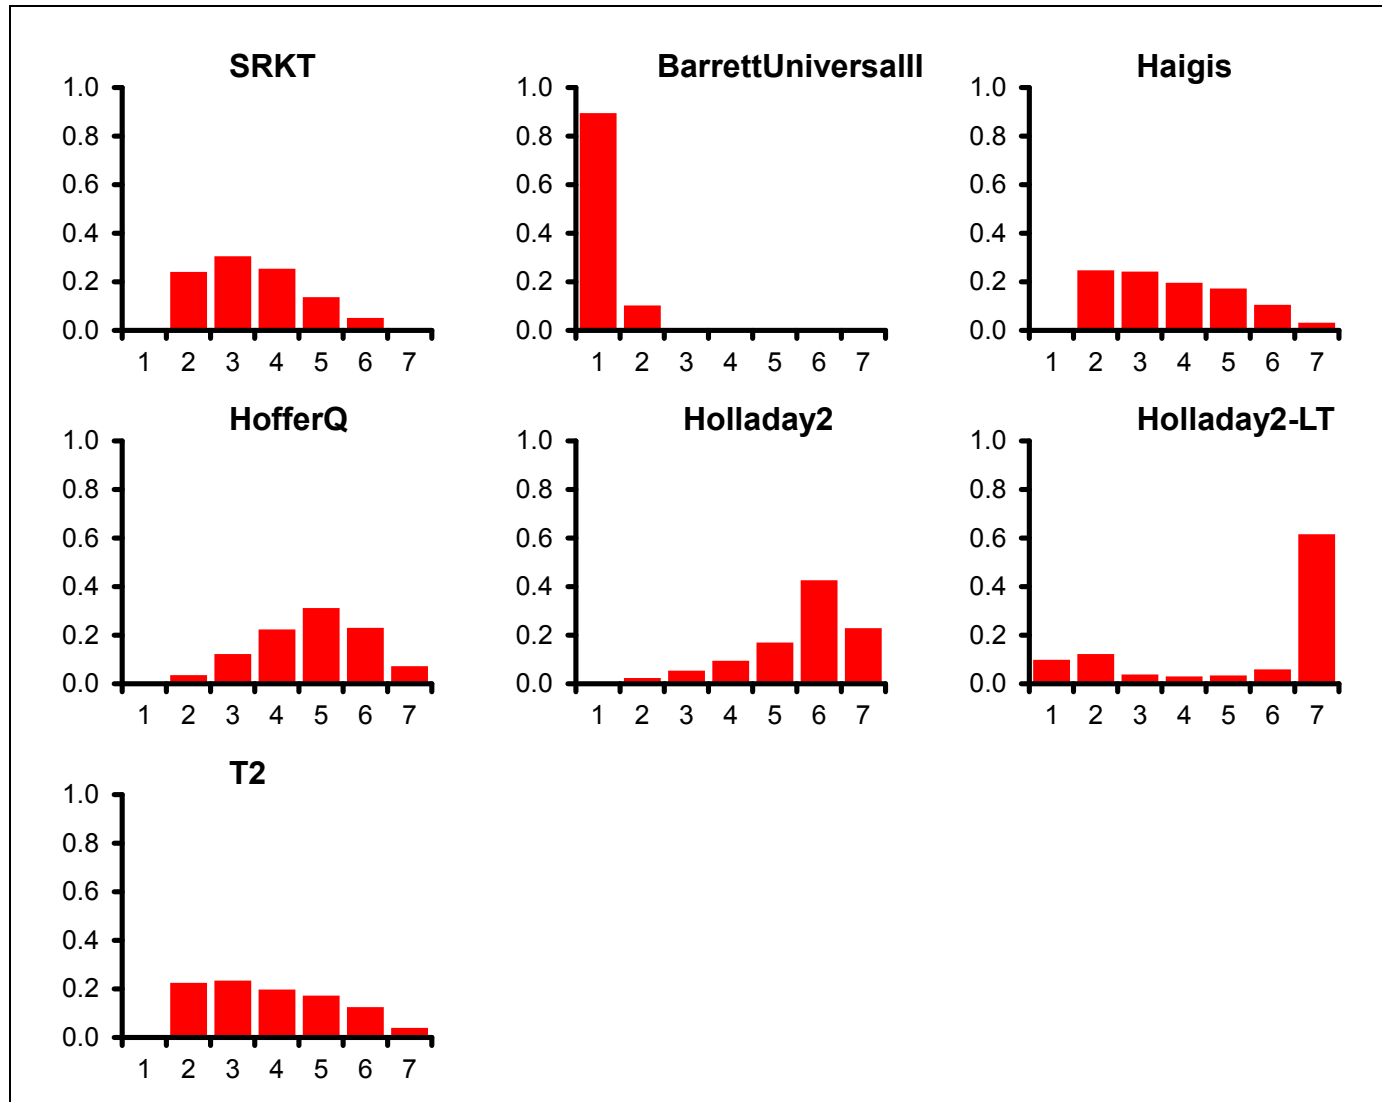 SRKT BarrettUniversalII Haigis
1.0 1.0 1.0
0.8 0.8 0.8
0.6 0.6 0.6
0.4 0.4 0.4
0.2 0.2 0.2
0.0 0.0 0.0
1 2 3 4 5 6 7 1 2 3 4 5 6 7 1 2 3 4 5 6 7
HofferQ Holladay2 Holladay2-LT
1.0 1.0 1.0
0.8 0.8 0.8
0.6 0.6 0.6
0.4 0.4 0.4
0.2 0.2 0.2
0.0 0.0 0.0
1 2 3 4 5 6 7 1 2 3 4 5 6 7 1 2 3 4 5 6 7
T2
1.0
0.8
0.6
0.4
0.2
0.0
1 2 3 4 5 6 7